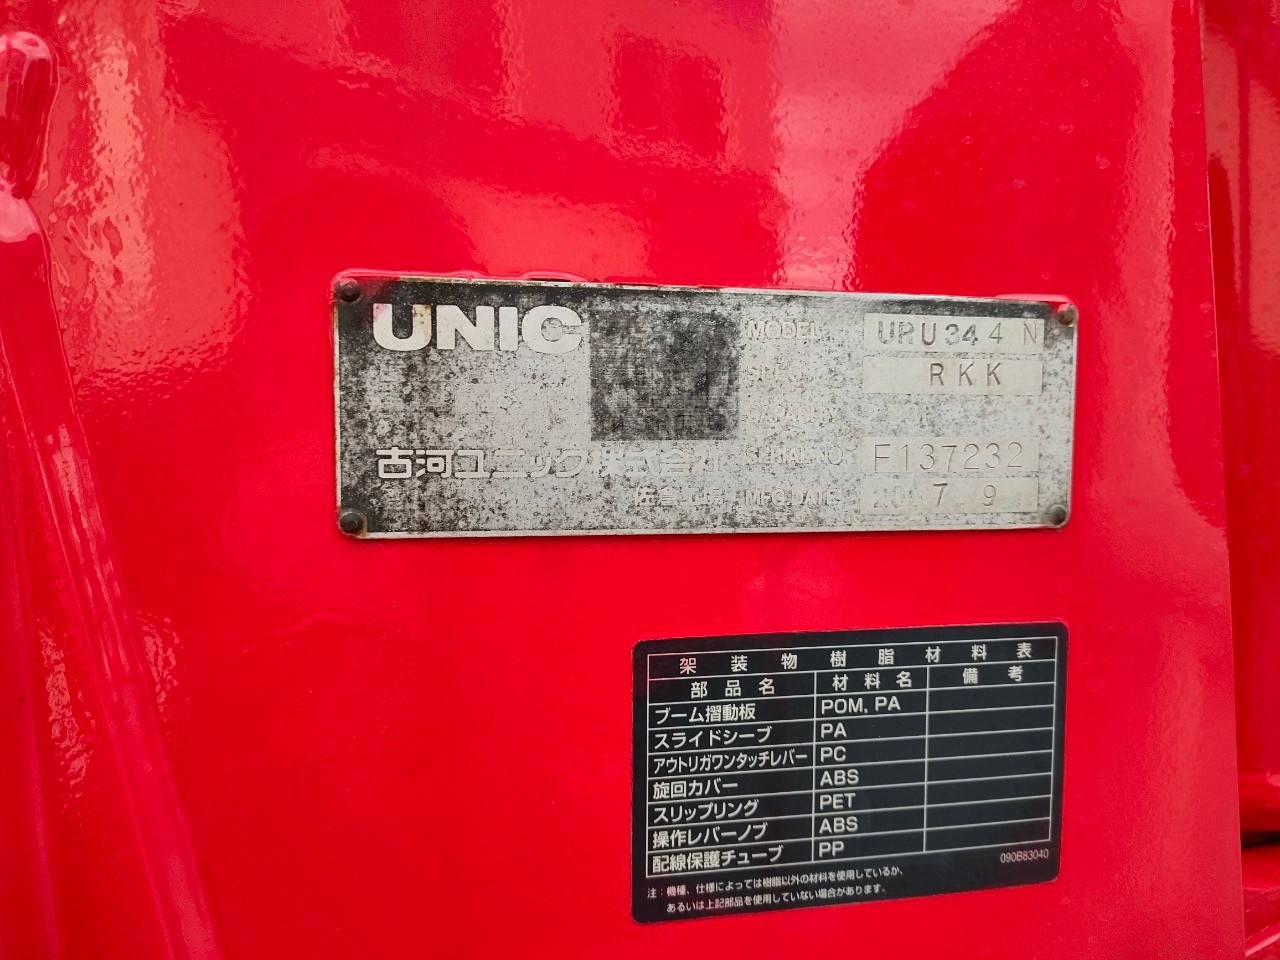 UNIC
MODEL URU344N
RKK
古河ユニック株式会社
SERIAL NO. F137232
佐倉工場 MFG.DATE 2007 9
架装物樹脂材料表
部品名 材料名 備考
ブーム摺動板 POM, PA
スライドシーブ PA
アウトリガワンタッチレバー PC
旋回カバー ABS
スリップリング PET
操作レバーノブ ABS
配線保護チューブ PP
090B83040
注：機種、仕様によっては樹脂以外の材料を使用しているか、
あるいは上記部品を使用していない場合があります。